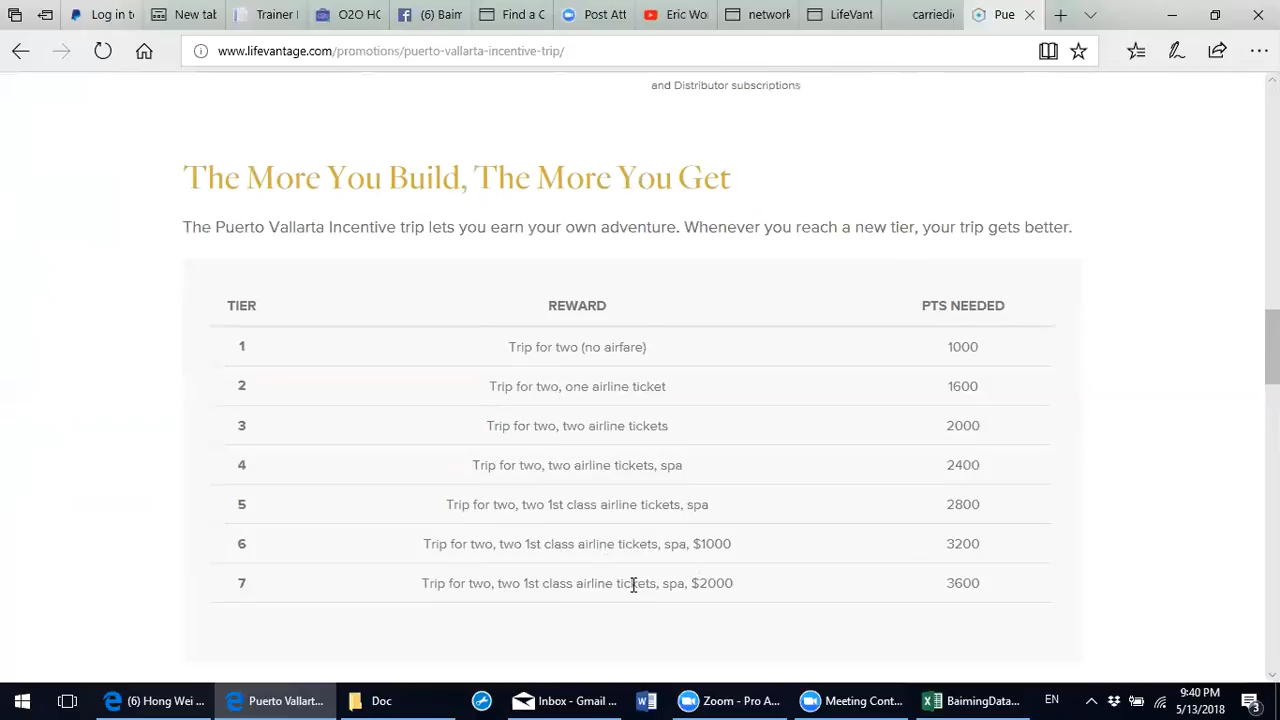 Log in to
Trainer
O2O HC
(6) Baim
Find a C
Post Att
Eric Wo
network
LifeVant
carriedic
Pue
www.lifevantage.com/promotions/puerto-vallarta-incentive-trip/
and Distributor subscriptions
The More You Build, The More You Get
The Puerto Vallarta Incentive trip lets you earn your own adventure. Whenever you reach a new tier, your trip gets better.
TIER REWARD PTS NEEDED
1 Trip for two (no airfare) 1000
2 Trip for two, one airline ticket 1600
3 Trip for two, two airline tickets 2000
4 Trip for two, two airline tickets, spa 2400
5 Trip for two, two 1st class airline tickets, spa 2800
6 Trip for two, two 1st class airline tickets, spa, $1000 3200
7 Trip for two, two 1st class airline tickets, spa, $2000 3600
(6) Hong Wei ...
Puerto Vallart...
Doc
Inbox - Gmail ...
Zoom - Pro A...
Meeting Cont...
BaimingData...
EN
9:40 PM
5/13/2018
3